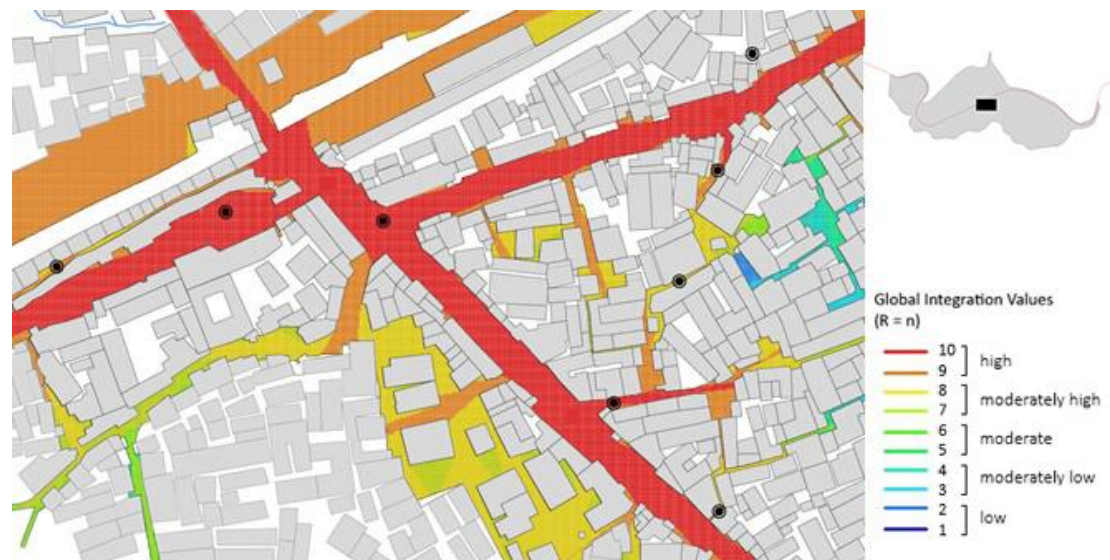 Global Integration Values
(R = n)
10
9
high
8
7
moderately high
6
5
moderate
4
3
moderately low
2
1
low